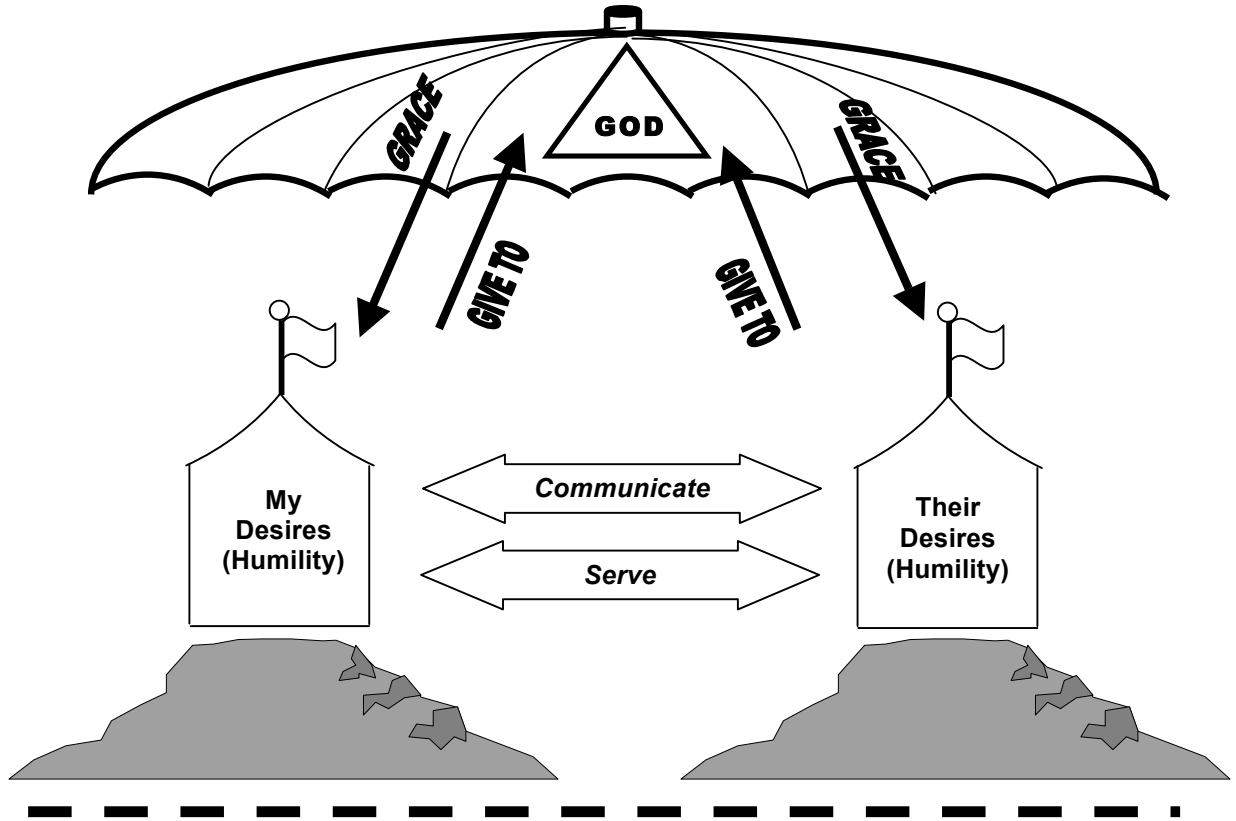 GOD
GRACE
GRACE
GIVE TO
GIVE TO
My
Desires
(Humility)
Communicate
Serve
Their
Desires
(Humility)